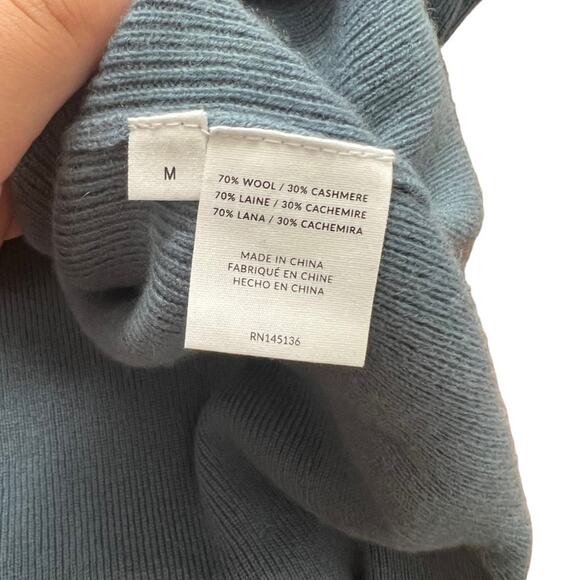 M
70% WOOL / 30% CASHMERE
70% LAINE / 30% CACHEMIRE
70% LANA / 30% CACHEMIRA
MADE IN CHINA
FABRIQUÉ EN CHINE
HECHO EN CHINA
RN145136